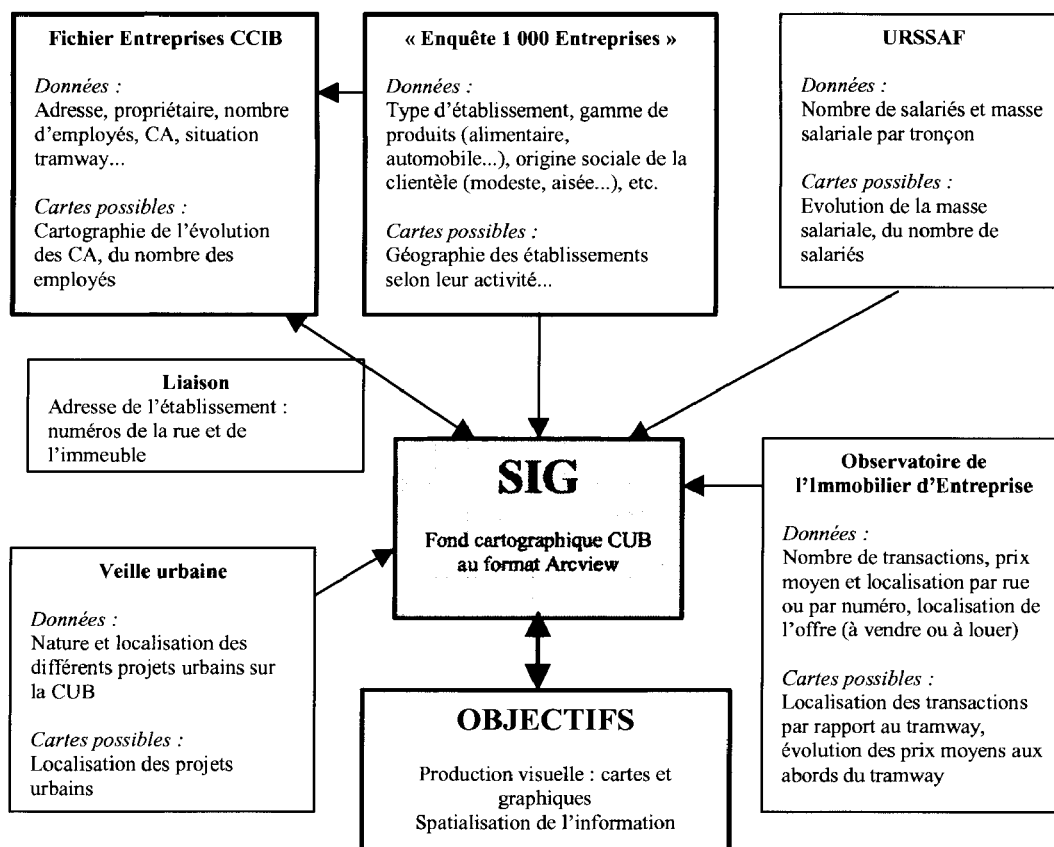 Fichier Entreprises CCIB
Données :
Adresse, propriétaire, nombre
d'employés, CA, situation
tramway...
Cartes possibles :
Cartographie de l'évolution
des CA, du nombre des
employés
« Enquête 1 000 Entreprises »
Données :
Type d'établissement, gamme de
produits (alimentaire,
automobile...), origine sociale de la
clientèle (modeste, aisée...), etc.
Cartes possibles :
Géographie des établissements
selon leur activité...
URSSAF
Données :
Nombre de salariés et masse
salariale par tronçon
Cartes possibles :
Evolution de la masse
salariale, du nombre de
salariés
Liaison
Adresse de l'établissement :
numéros de la rue et de
l'immeuble
SIG
Fond cartographique CUB
au format Arcview
Observatoire de
l'Immobilier d'Entreprise
Données :
Nombre de transactions, prix
moyen et localisation par rue
ou par numéro, localisation de
l'offre (à vendre ou à louer)
Cartes possibles :
Localisation des transactions
par rapport au tramway,
évolution des prix moyens aux
abords du tramway
Veille urbaine
Données :
Nature et localisation des
différents projets urbains sur
la CUB
Cartes possibles :
Localisation des projets
urbains
OBJECTIFS
Production visuelle : cartes et
graphiques
Spatialisation de l'information